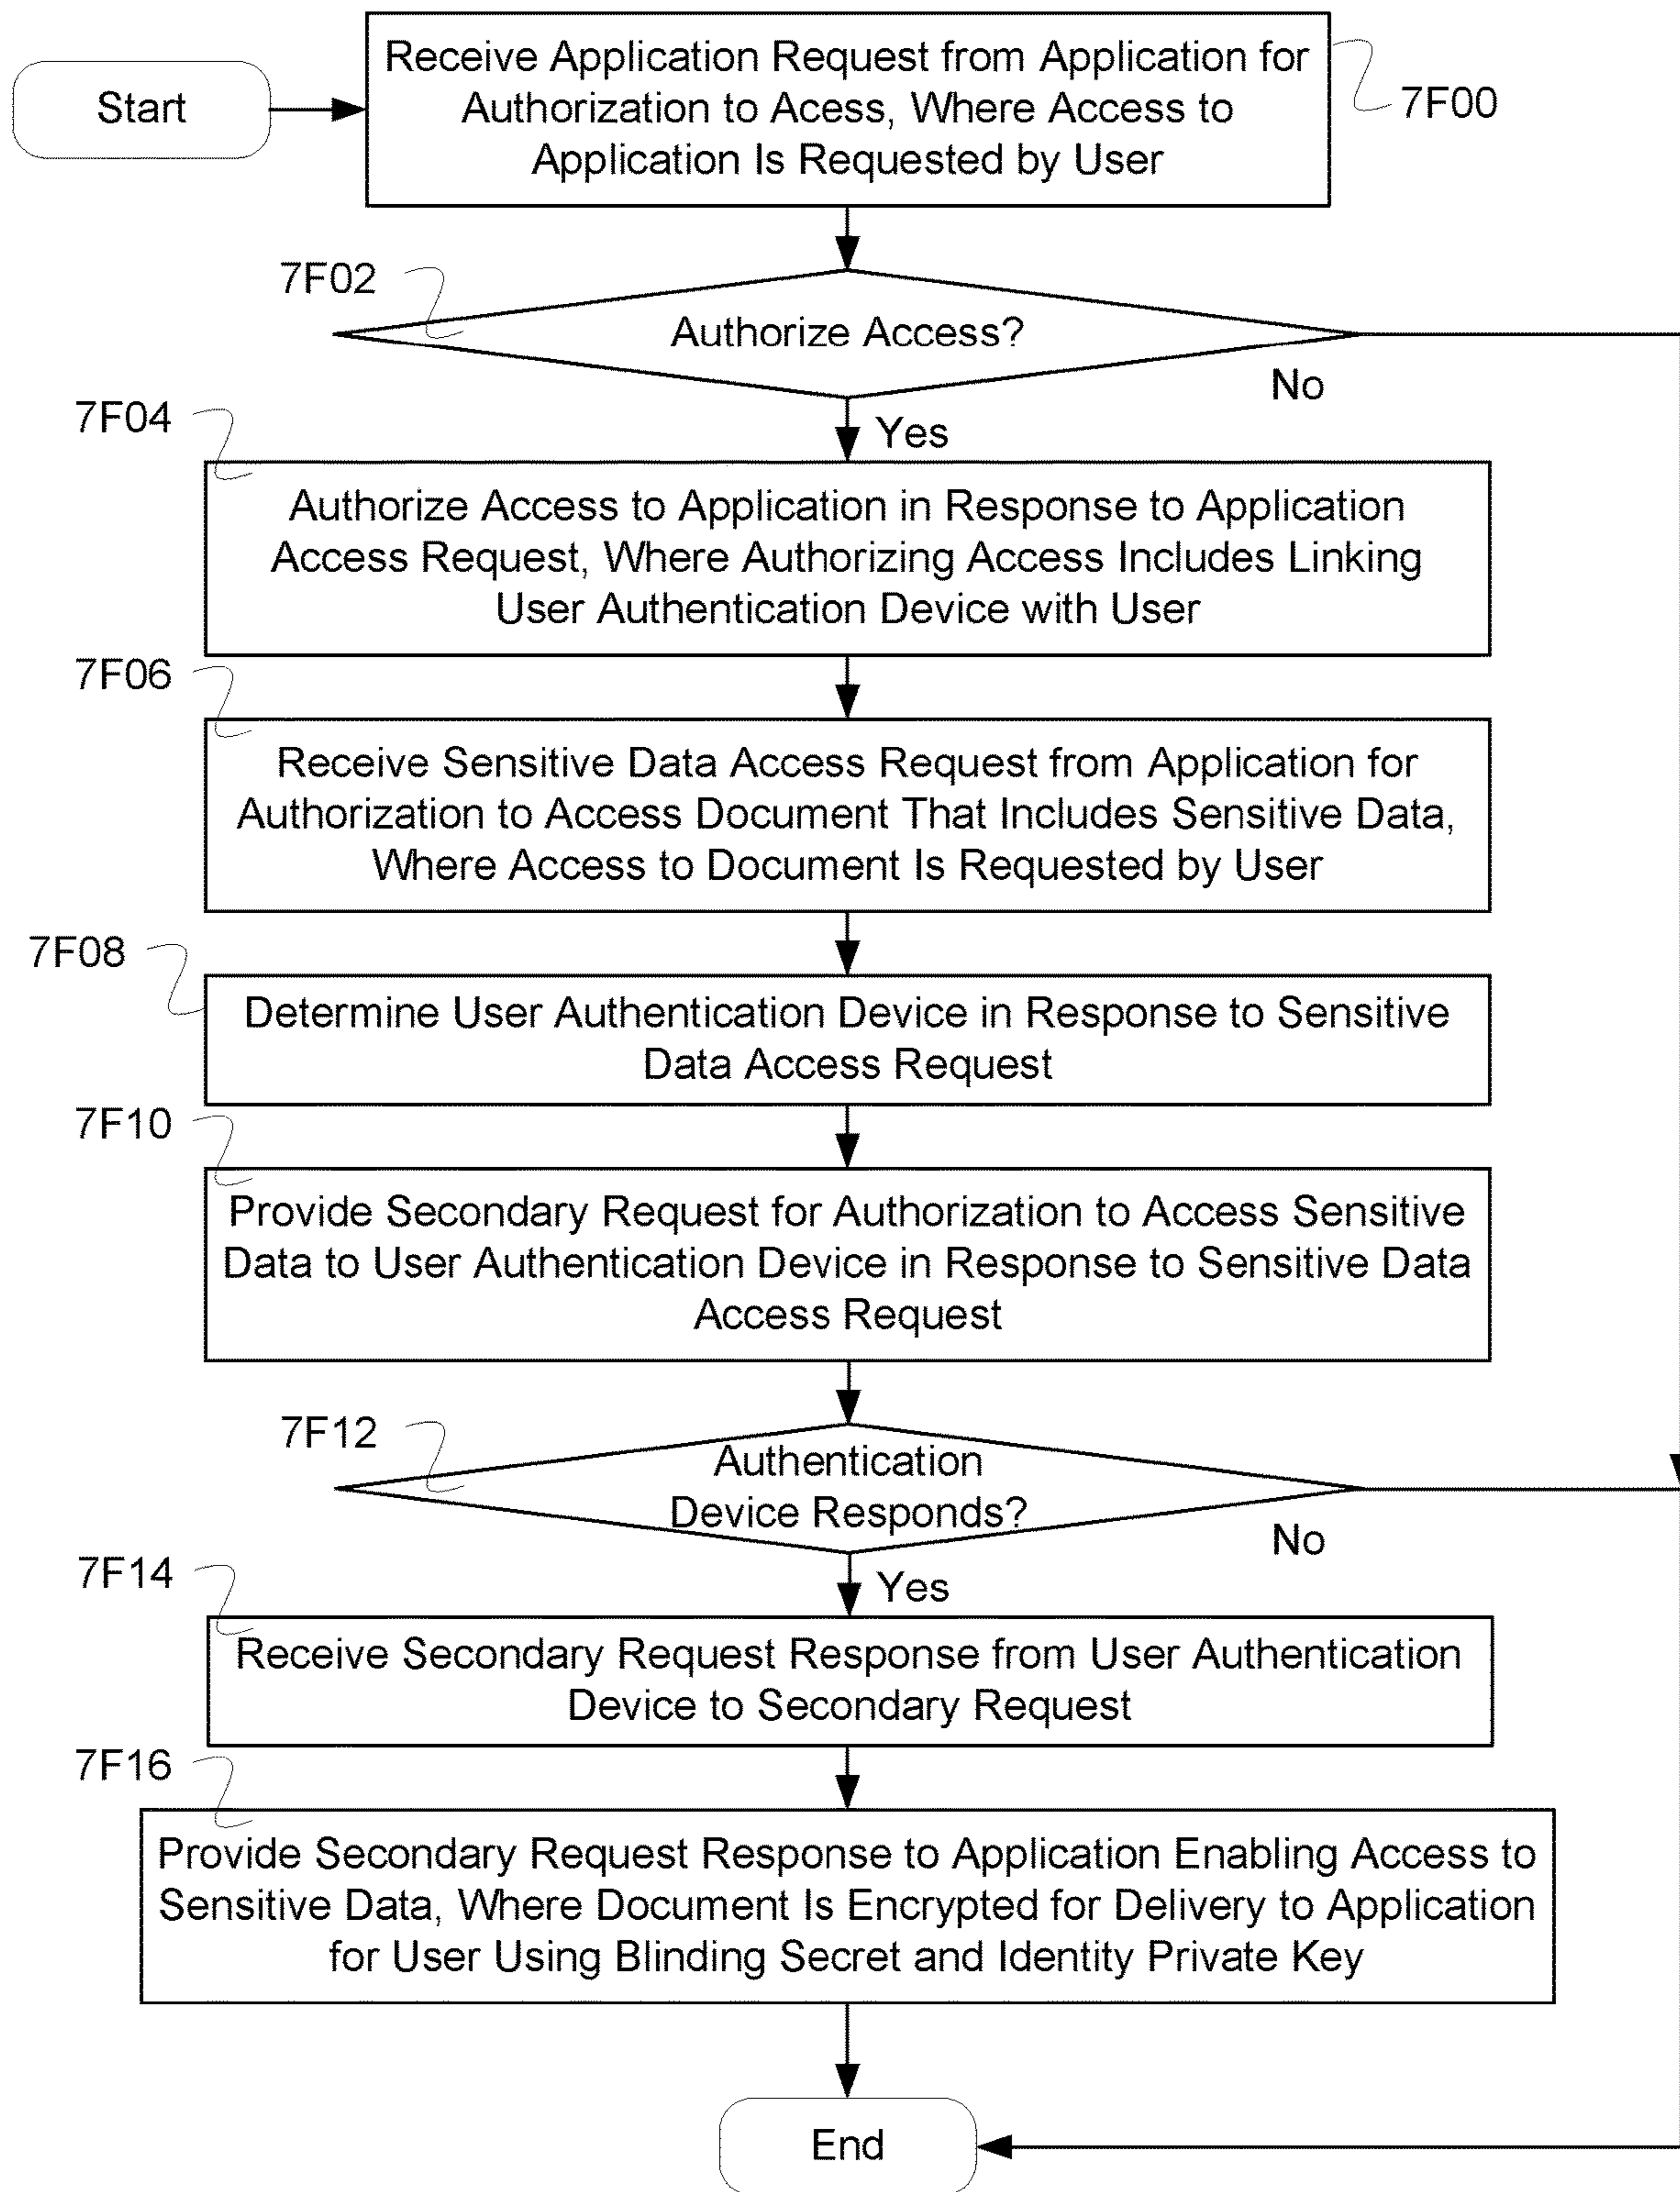 Start
Receive Application Request from Application for
Authorization to Acess, Where Access to
Application Is Requested by User
7F00
7F02
Authorize Access?
No
Yes
7F04
Authorize Access to Application in Response to Application
Access Request, Where Authorizing Access Includes Linking
User Authentication Device with User
7F06
Receive Sensitive Data Access Request from Application for
Authorization to Access Document That Includes Sensitive Data,
Where Access to Document Is Requested by User
7F08
Determine User Authentication Device in Response to Sensitive
Data Access Request
7F10
Provide Secondary Request for Authorization to Access Sensitive
Data to User Authentication Device in Response to Sensitive Data
Access Request
7F12
Authentication
Device Responds?
No
Yes
7F14
Receive Secondary Request Response from User Authentication
Device to Secondary Request
7F16
Provide Secondary Request Response to Application Enabling Access to
Sensitive Data, Where Document Is Encrypted for Delivery to Application
for User Using Blinding Secret and Identity Private Key
End